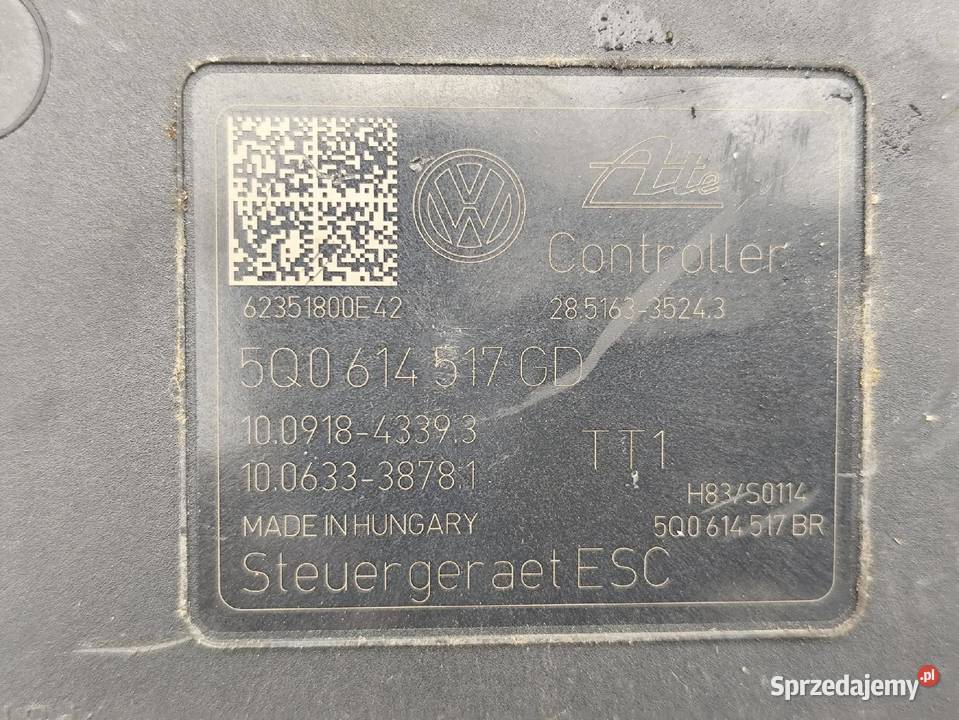 VW
Ate
Controller
62351800E42
28.5163-3524.3
5Q0 614 517 GD
10.0918-4339.3
TT1
10.0633-3878.1
H83/S0114
MADE IN HUNGARY
5Q0 614 517 BR
Steuergeraet ESC
Sprzedajemy.pl